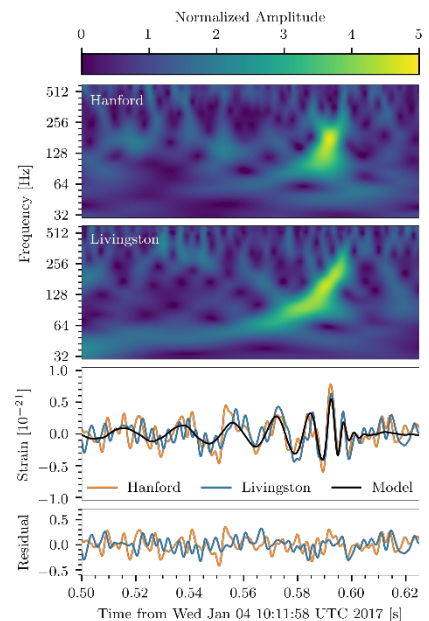 Normalized Amplitude
0 1 2 3 4 5
Hanford
512
256
128
64
32
Frequency [Hz]
Livingston
512
256
128
64
32
1.0
0.5
0.0
−0.5
−1.0
Strain [10−21]
Hanford Livingston Model
0.5
0.0
−0.5
Residual
0.50 0.52 0.54 0.56 0.58 0.60 0.62
Time from Wed Jan 04 10:11:58 UTC 2017 [s]